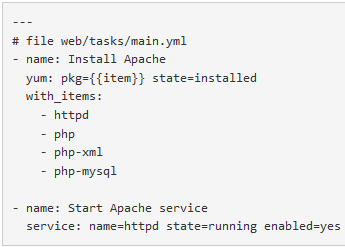 ---
# file web/tasks/main.yml
- name: Install Apache
  yum: pkg={{item}} state=installed
  with_items:
    - httpd
    - php
    - php-xml
    - php-mysql

- name: Start Apache service
  service: name=httpd state=running enabled=yes